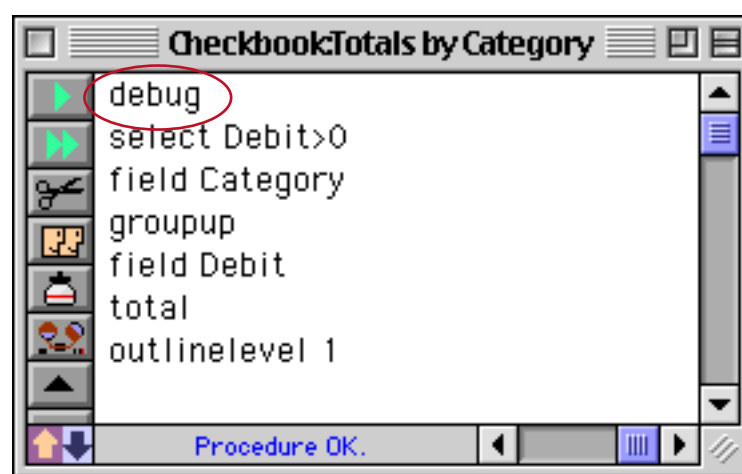 Checkbook:Totals by Category
debug
select Debit>0
field Category
groupup
field Debit
total
outlinelevel 1
Procedure OK.